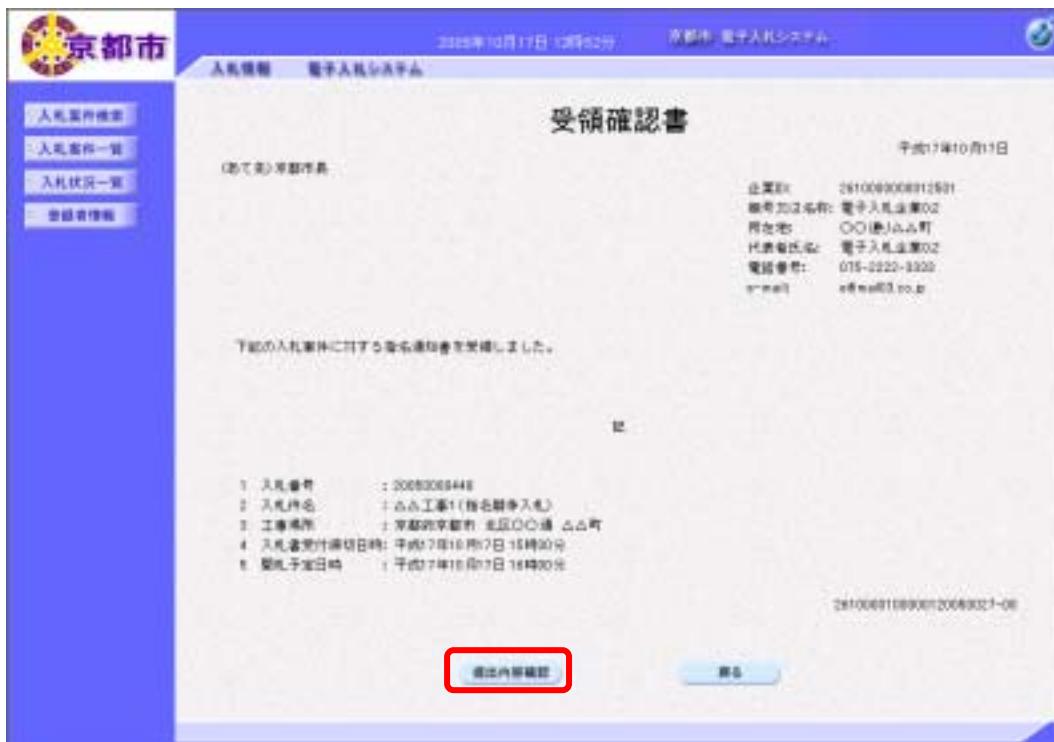 京都市
2005年10月17日 12時52分
京都市 電子入札システム
入札情報 電子入札システム
入札案件検索
入札案件一覧
入札状況一覧
登録者情報
受領確認書
平成17年10月17日
(あて先)京都市長
企業ID:
商号又は名称: 電子入札企業02
所在地: 〇〇通り△△町
代表者氏名: 電子入札企業02
電話番号: 075-2222-3333
e-mail:
下記の入札案件に対する指名通知書を受領しました。
記
1 入札番号 :
2 入札件名 : △△工事1(指名競争入札)
3 工事場所 : 京都府京都市 北区〇〇通 △△町
4 入札書受付締切日時: 平成17年10月17日 15時00分
5 開札予定日時 : 平成17年10月17日 16時00分
提出内容確認
戻る